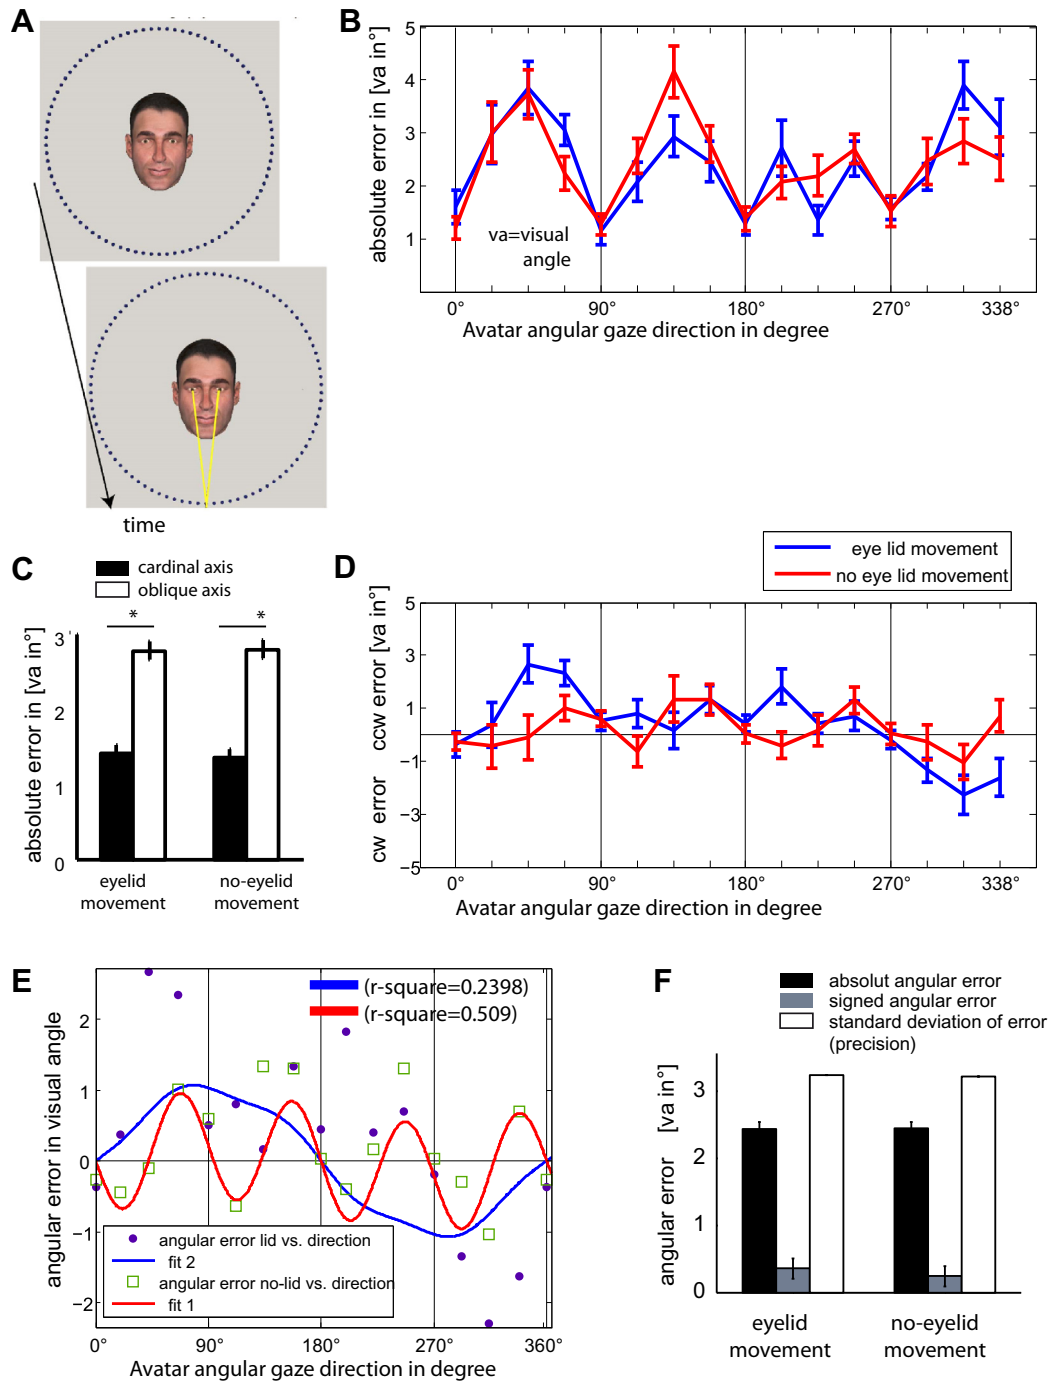 A
time
B
absolute error in [va in°]
5
4
3
2
1
va=visual
angle
0°
90°
180°
270°
338°
Avatar angular gaze direction in degree
C
cardinal axis
oblique axis
*
*
absolute error in [va in°]
3
2
1
0
eyelid
movement
no-eyelid
movement
eye lid movement
no eye lid movement
D
cw error ccw error [va in°]
5
3
1
−1
−3
−5
0°
90°
180°
270°
338°
Avatar angular gaze direction in degree
E
angular error in visual angle
2
1
0
−1
−2
(r-square=0.2398)
(r-square=0.509)
angular error lid vs. direction
fit 2
angular error no-lid vs. direction
fit 1
0°
90°
180°
270°
360°
Avatar angular gaze direction in degree
F
absolut angular error
signed angular error
standard deviation of error
(precision)
angular error [va in°]
3
2
1
0
eyelid
movement
no-eyelid
movement